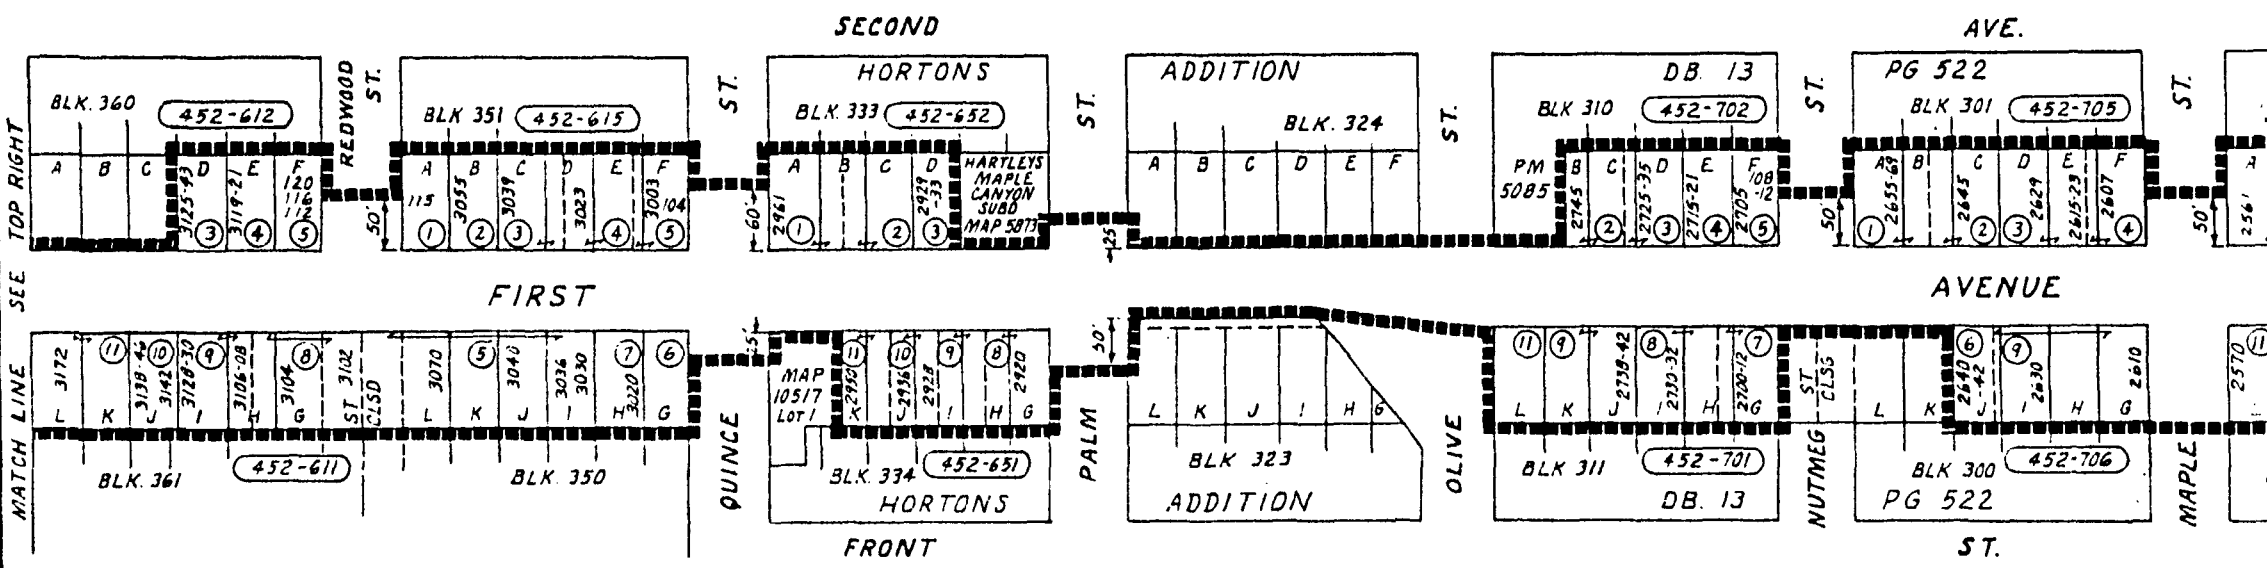 SECOND
AVE.
HORTONS
ADDITION
DB. 13
PG 522
BLK. 360
452-612
REDWOOD
ST.
BLK 351
452-615
ST.
BLK. 333
452-652
ST.
BLK. 324
ST.
BLK 310
452-702
ST.
BLK 301
452-705
ST.
A B C D E F
3125-43
3119-21
120
116
112
3 4 5
50'
A B C D E F
115
3055
3039
3023
3003
104
1 2 3 4 5
60'
A B C D
2961
2929
-33
1 2 3
HARTLEYS
MAPLE
CANYON
SUBD
MAP 5873
25'
A B C D E F
PM
5085
B C D E F
2745
2725-35
2715-21
2705
108
-12
2 3 4 5
50'
A B C D E F
2655-69
2645
2629
2615-23
2607
1 2 3 4
50'
A
2561
MATCH LINE SEE TOP RIGHT
FIRST
AVENUE
3172
11
3138-46
10
3142
3128-30
9
3106-08
8
3104
3102
L K J I H G
ST
CLSD
3070
5
3040
3036
3030
7
3020
6
L K J I H G
QUINCE
MAP
10517
LOT 1
11
2950
10
2936
2928
9
8
2920
K J I H G
PALM
50'
L K J I H G
OLIVE
11 9
2738-42
8
2730-32
7
2700-12
L K J I H G
NUTMEG
ST
CLSG
L K J I H G
6
2640
-42
9
2630
2610
MAPLE
2570
11
BLK. 361
452-611
BLK. 350
BLK. 334
452-651
BLK 323
BLK 311
452-701
BLK 300
452-706
HORTONS
ADDITION
DB. 13
PG 522
FRONT
ST.